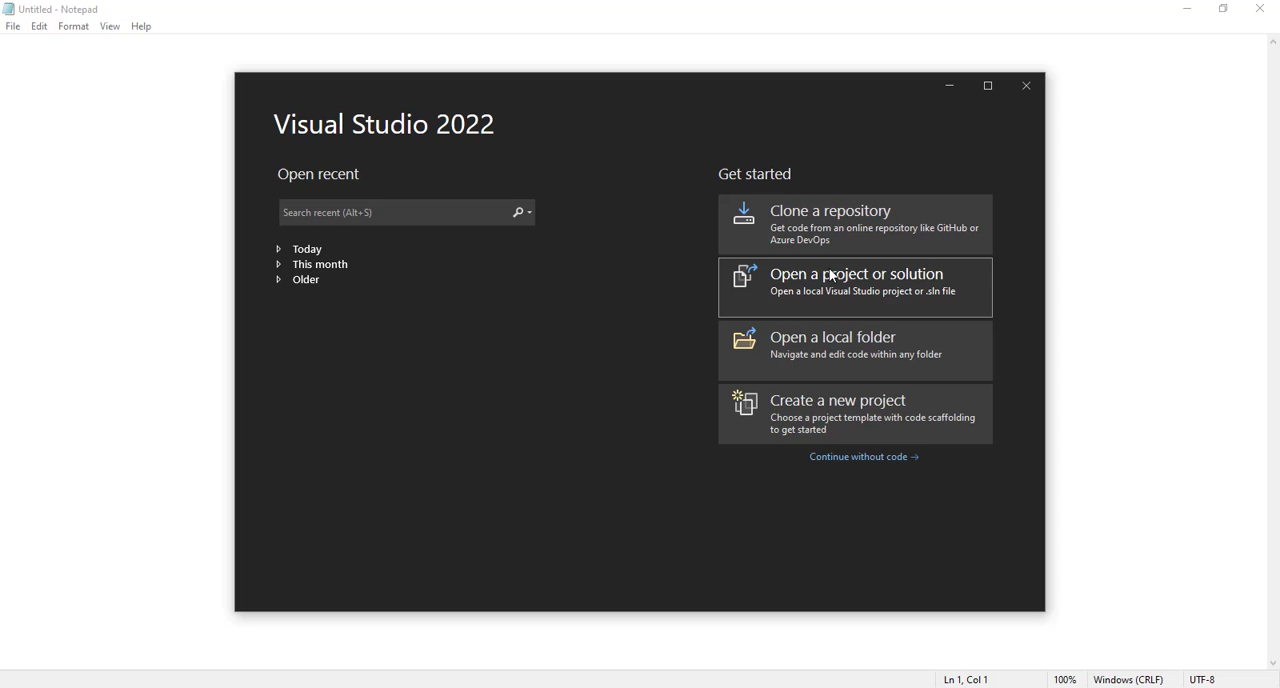 Untitled - Notepad
File Edit Format View Help
Visual Studio 2022
Open recent
Search recent (Alt+S)
Today
This month
Older
Get started
Clone a repository
Get code from an online repository like GitHub or
Azure DevOps
Open a project or solution
Open a local Visual Studio project or .sln file
Open a local folder
Navigate and edit code within any folder
Create a new project
Choose a project template with code scaffolding
to get started
Continue without code →
Ln 1, Col 1 100% Windows (CRLF) UTF-8